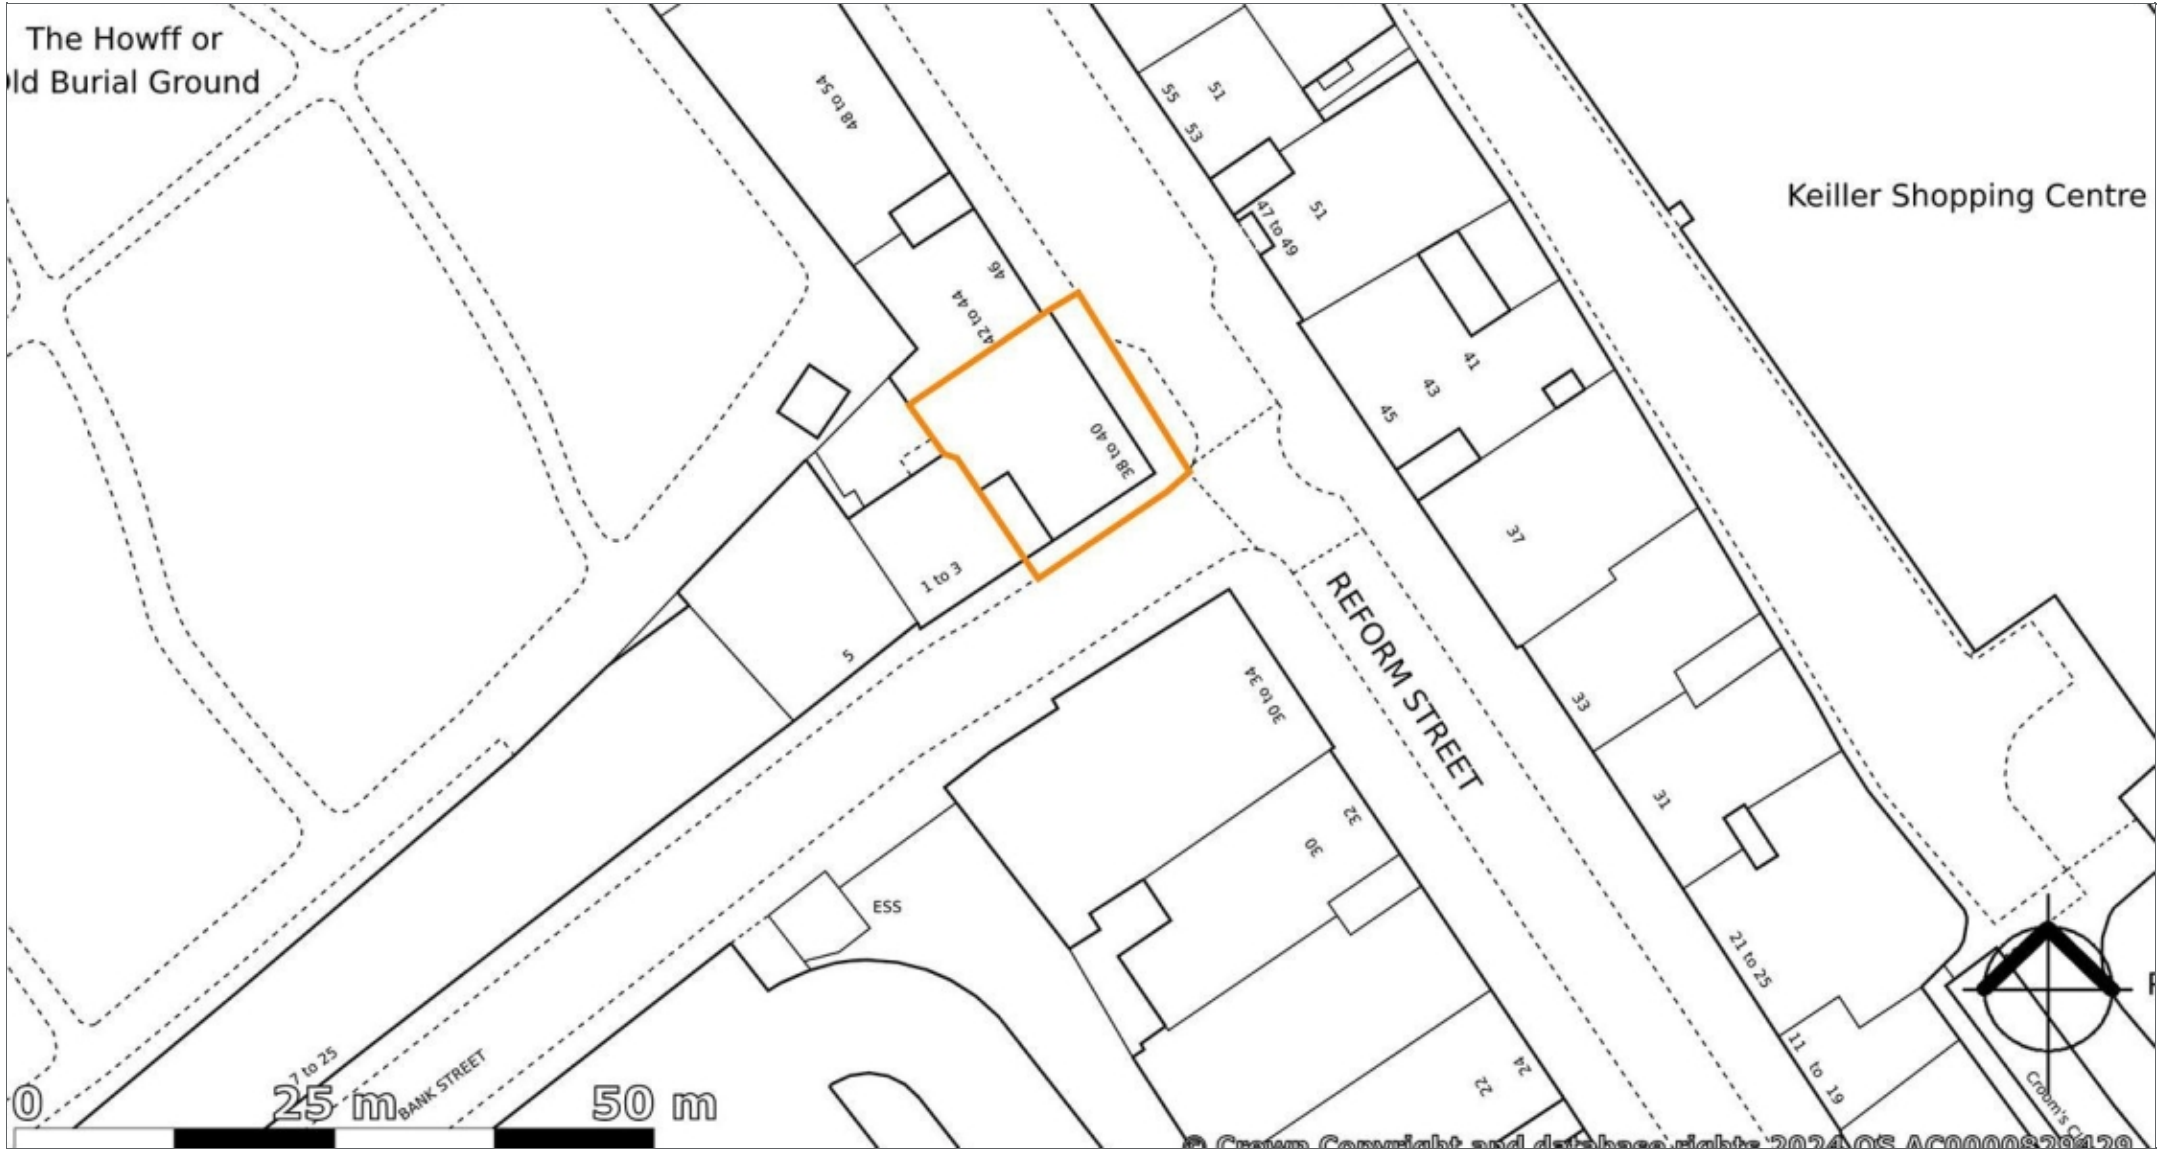 The Howff or
Old Burial Ground
48 to 54
55
51
53
47 to 49
51
Keiller Shopping Centre
46
42 to 44
38 to 40
41
43
45
37
1 to 3
5
REFORM STREET
30 to 34
33
32
30
31
ESS
21 to 25
11 to 19
24
22
7 to 25
BANK STREET
Croom's
0 25 m 50 m
© Crown Copyright and database rights 2024 OS AC0000829429